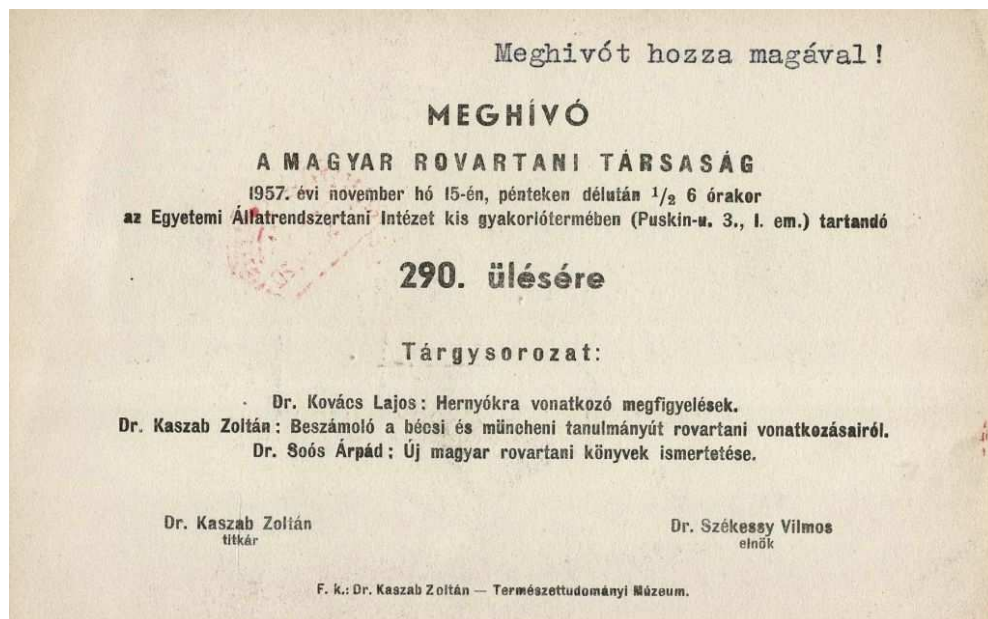 Meghivót hozza magával!
MEGHÍVÓ
A MAGYAR ROVARTANI TÁRSASÁG
1957. évi november hó 15-én, pénteken délután 1/2 6 órakor
az Egyetemi Állatrendszertani Intézet kis gyakorlótermében (Puskin-u. 3., I. em.) tartandó
290. ülésére
Tárgysorozat:
Dr. Kovács Lajos: Hernyókra vonatkozó megfigyelések.
Dr. Kaszab Zoltán: Beszámoló a bécsi és müncheni tanulmányút rovartani vonatkozásairól.
Dr. Soós Árpád: Új magyar rovartani könyvek ismertetése.
Dr. Kaszab Zoltán
titkár
Dr. Székessy Vilmos
elnök
F. k.: Dr. Kaszab Zoltán — Természettudományi Múzeum.